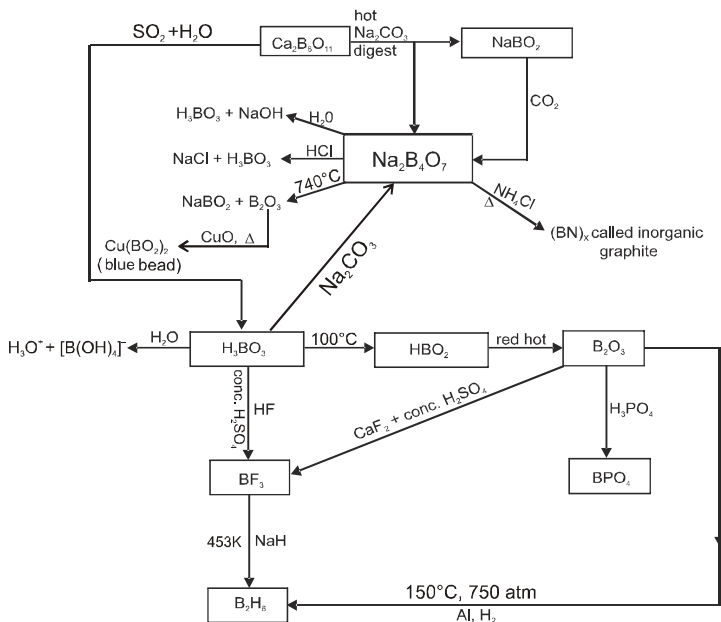 SO₂ +H₂O
hot
Ca₂B₆O₁₁
Na₂CO₃
digest
NaBO₂
CO₂
H₃BO₃ + NaOH
H₂0
NaCl + H₃BO₃
HCl
Na₂B₄O₇
740°C
NaBO₂ + B₂O₃
NH₄Cl
Δ
(BN)ₓ called inorganic
graphite
CuO, Δ
Cu(BO₂)₂
( blue bead)
Na₂CO₃
H₃O⁺ + [B(OH)₄]⁻
H₂O
H₃BO₃
100°C
HBO₂
red hot
B₂O₃
conc. H₂SO₄
HF
CaF₂ + conc. H₂SO₄
H₃PO₄
BF₃
BPO₄
453K
NaH
B₂H₆
150°C, 750 atm
Al, H₂